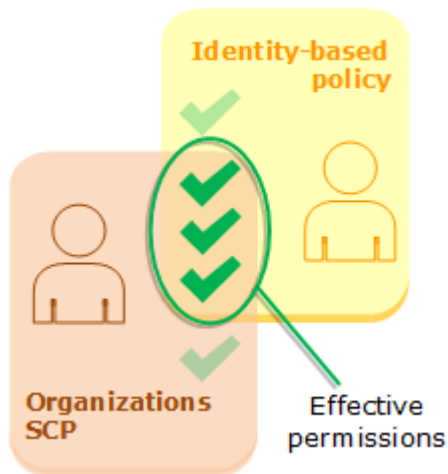 Identity-based
policy
Organizations
SCP
Effective
permissions